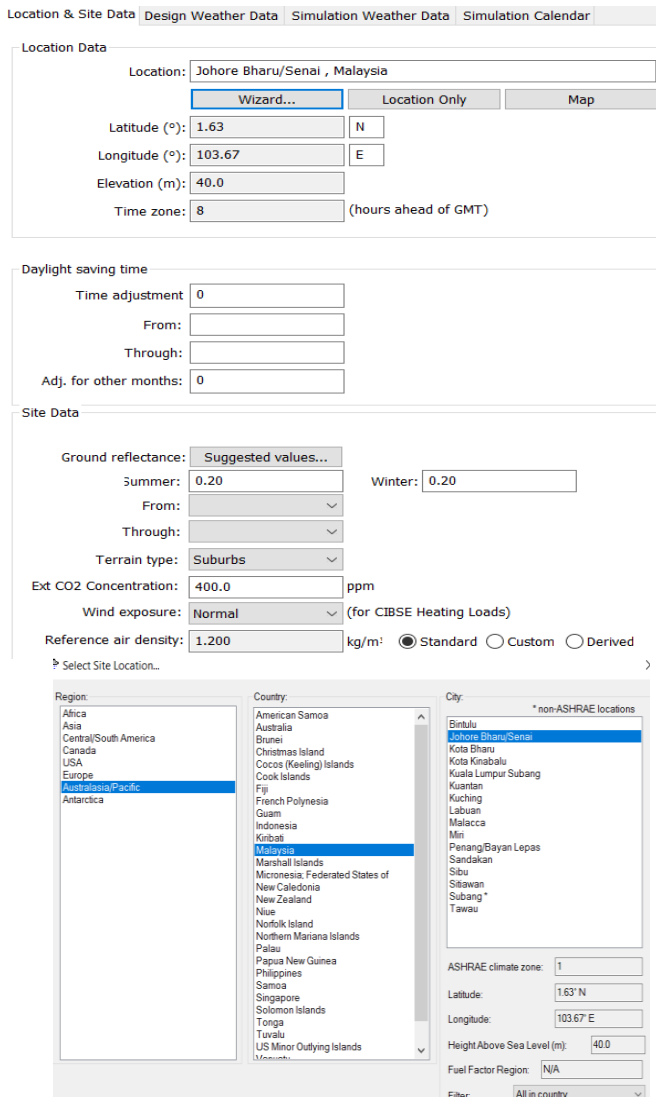 Location & Site Data Design Weather Data Simulation Weather Data Simulation Calendar
Location Data
Location: Johore Bharu/Senai , Malaysia
Wizard... Location Only Map
Latitude (°): 1.63 N
Longitude (°): 103.67 E
Elevation (m): 40.0
Time zone: 8 (hours ahead of GMT)
Daylight saving time
Time adjustment 0
From:
Through:
Adj. for other months: 0
Site Data
Ground reflectance: Suggested values...
Summer: 0.20 Winter: 0.20
From:
Through:
Terrain type: Suburbs
Ext CO2 Concentration: 400.0 ppm
Wind exposure: Normal (for CIBSE Heating Loads)
Reference air density: 1.200 kg/m³ Standard Custom Derived
Select Site Location...
Region:
Africa
Asia
Central/South America
Canada
USA
Europe
Australasia/Pacific
Antarctica
Country:
American Samoa
Australia
Brunei
Christmas Island
Cocos (Keeling) Islands
Cook Islands
Fiji
French Polynesia
Guam
Indonesia
Kiribati
Malaysia
Marshall Islands
Micronesia; Federated States of
New Caledonia
New Zealand
Niue
Norfolk Island
Northern Mariana Islands
Palau
Papua New Guinea
Philippines
Samoa
Singapore
Solomon Islands
Tonga
Tuvalu
US Minor Outlying Islands
City:
* non-ASHRAE locations
Bintulu
Johore Bharu/Senai
Kota Bharu
Kota Kinabalu
Kuala Lumpur Subang
Kuantan
Kuching
Labuan
Malacca
Miri
Penang/Bayan Lepas
Sandakan
Sibu
Sitiawan
Subang *
Tawau
ASHRAE climate zone: 1
Latitude: 1.63° N
Longitude: 103.67° E
Height Above Sea Level (m): 40.0
Fuel Factor Region: N/A
Filter: All in country